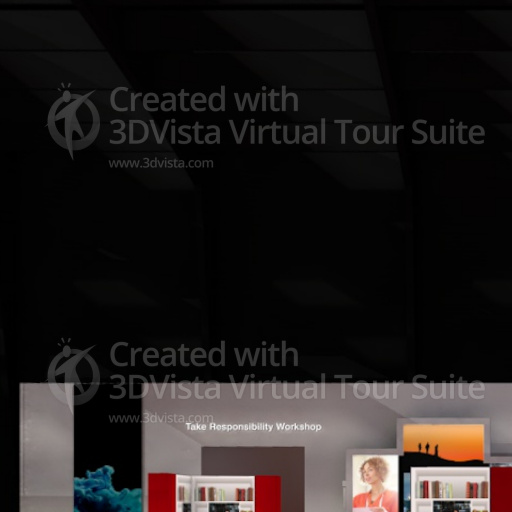 Created with
3DVista Virtual Tour Suite
www.3dvista.com
Created with
3DVista Virtual Tour Suite
www.3dvista.com
Take Responsibility Workshop